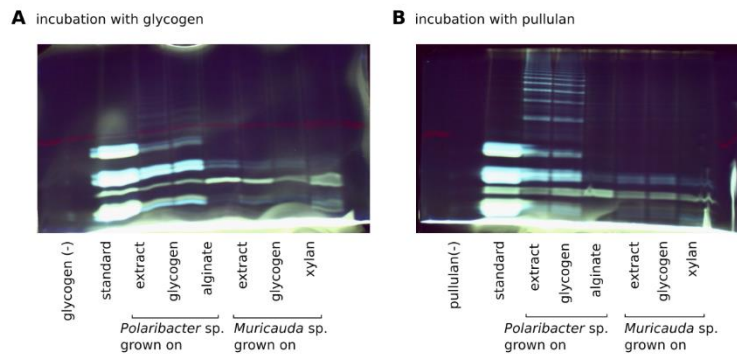 A incubation with glycogen
B incubation with pullulan
glycogen (-)
standard
extract
glycogen
alginate
extract
glycogen
xylan
Polaribacter sp.
grown on
Muricauda sp.
grown on
pullulan(-)
standard
extract
glycogen
alginate
extract
glycogen
xylan
Polaribacter sp.
grown on
Muricauda sp.
grown on